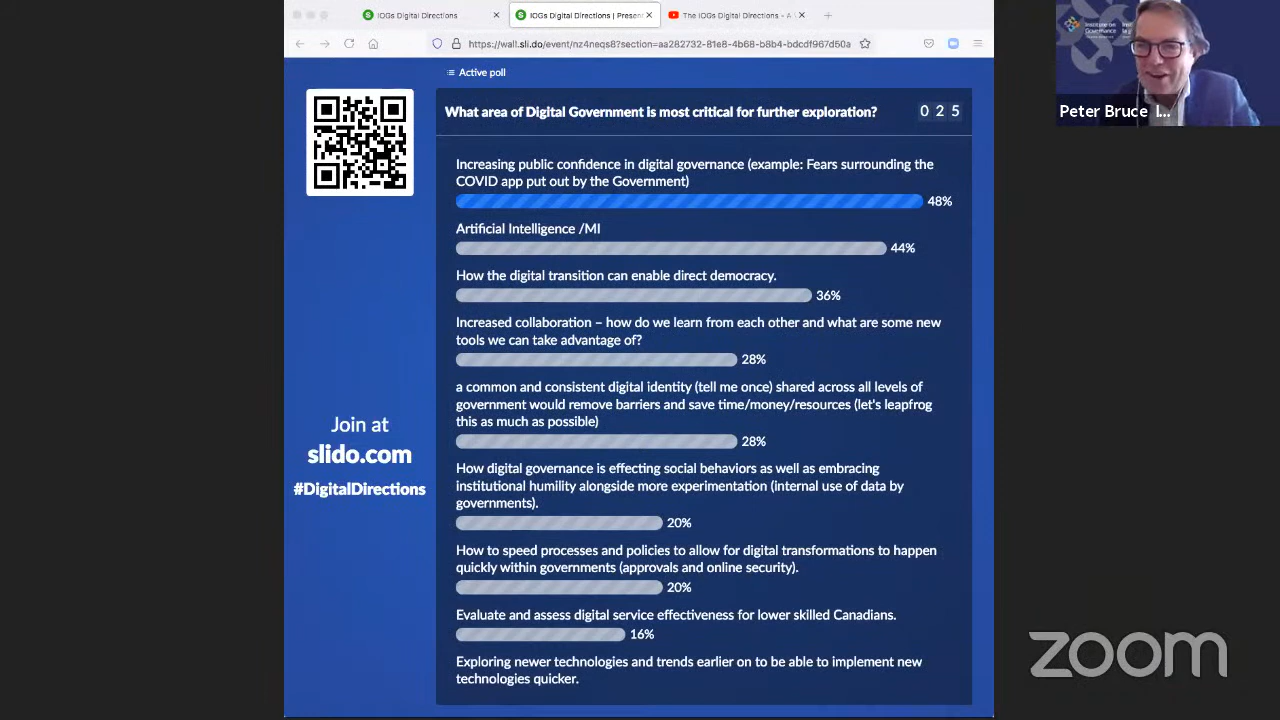 IOGs Digital Directions
IOGs Digital Directions | Presen
The IOGs Digital Directions - A
https://wall.sli.do/event/nz4neqs8?section=aa282732-81e8-4b68-b8b4-bdcdf967d50a
Institute on
Governance
Peter Bruce I...
Active poll
What area of Digital Government is most critical for further exploration?
0 2 5
Increasing public confidence in digital governance (example: Fears surrounding the
COVID app put out by the Government)
48%
Artificial Intelligence /MI
44%
How the digital transition can enable direct democracy.
36%
Increased collaboration – how do we learn from each other and what are some new
tools we can take advantage of?
28%
a common and consistent digital identity (tell me once) shared across all levels of
government would remove barriers and save time/money/resources (let's leapfrog
this as much as possible)
28%
How digital governance is effecting social behaviors as well as embracing
institutional humility alongside more experimentation (internal use of data by
governments).
20%
How to speed processes and policies to allow for digital transformations to happen
quickly within governments (approvals and online security).
20%
Evaluate and assess digital service effectiveness for lower skilled Canadians.
16%
Exploring newer technologies and trends earlier on to be able to implement new
technologies quicker.
Join at
slido.com
#DigitalDirections
zoom